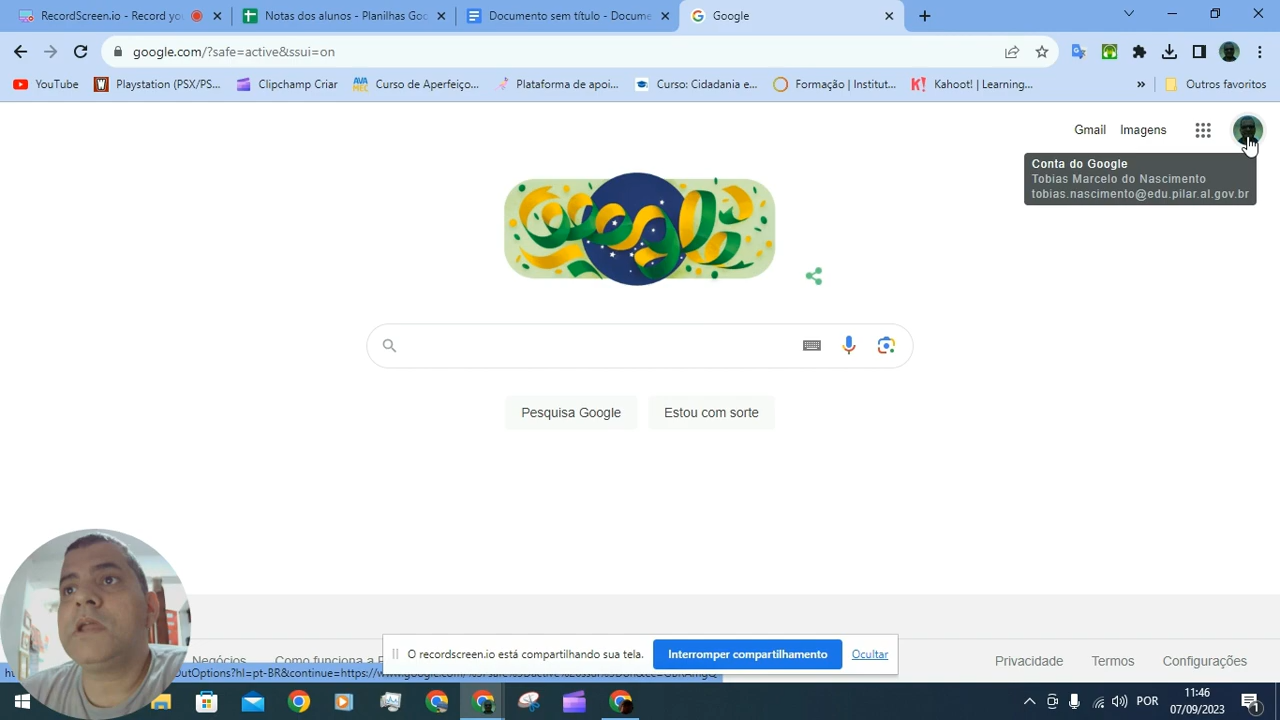 RecordScreen.io - Record yo
Notas dos alunos - Planilhas Goo
Documento sem título - Docume
Google
google.com/?safe=active&ssui=on
YouTube
Playstation (PSX/PS...
Clipchamp Criar
AVA MEC
Curso de Aperfeiço...
Plataforma de apoi...
Curso: Cidadania e...
Formação | Institut...
K! Kahoot! | Learning...
»
Outros favoritos
Gmail
Imagens
Conta do Google
Tobias Marcelo do Nascimento
tobias.nascimento@edu.pilar.al.gov.br
Google
Pesquisa Google
Estou com sorte
O recordscreen.io está compartilhando sua tela.
Interromper compartilhamento
Ocultar
Negócios
Como funciona a P
Privacidade
Termos
Configurações
POR
11:46
07/09/2023
1